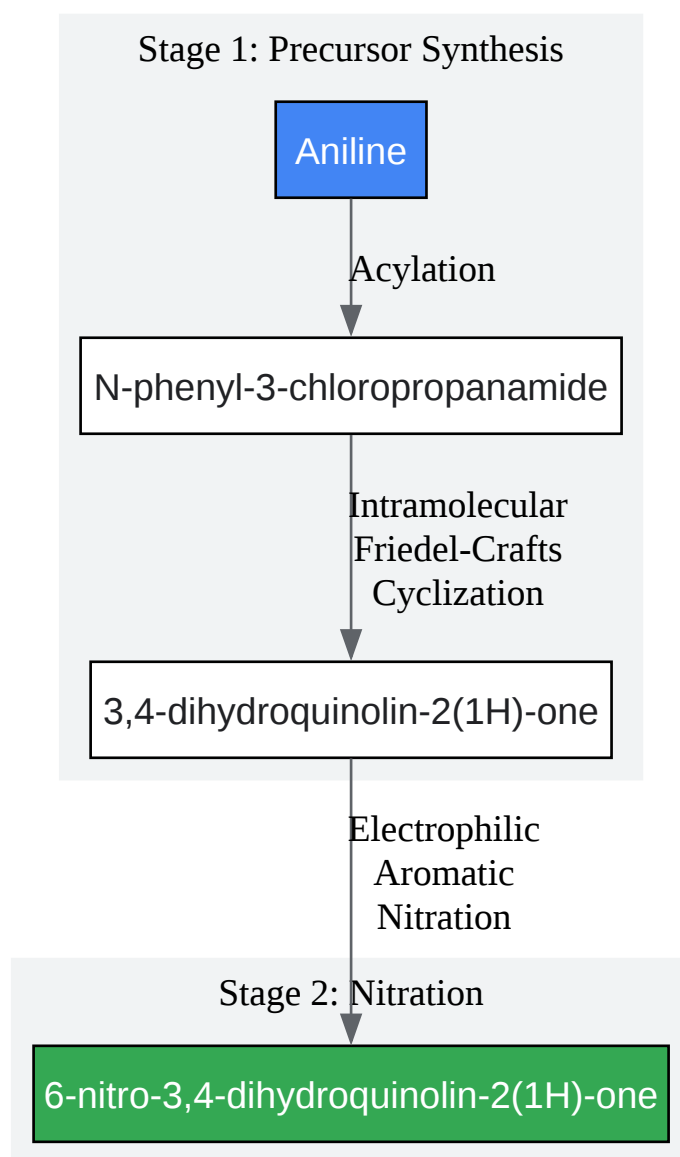 Stage 1: Precursor Synthesis
Aniline
Acylation
N-phenyl-3-chloropropanamide
Intramolecular
Friedel-Crafts
Cyclization
3,4-dihydroquinolin-2(1H)-one
Electrophilic
Aromatic
Nitration
Stage 2: Nitration
6-nitro-3,4-dihydroquinolin-2(1H)-one